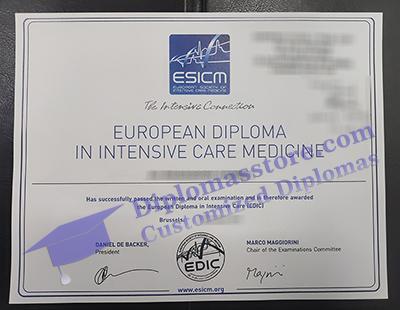 ESICM
EUROPEAN SOCIETY OF
INTENSIVE CARE MEDICINE
The Intensive Connection
EUROPEAN DIPLOMA
IN INTENSIVE CARE MEDICINE
Diplomasstore.com
Customized Diplomas
Has successfully passed the written and oral examination and is therefore awarded
the European Diploma in Intensive Care (EDIC)
Brussels,
DANIEL DE BACKER,
President
MARCO MAGGIORINI
Chair of the Examinations Committee
EDIC
www.esicm.org